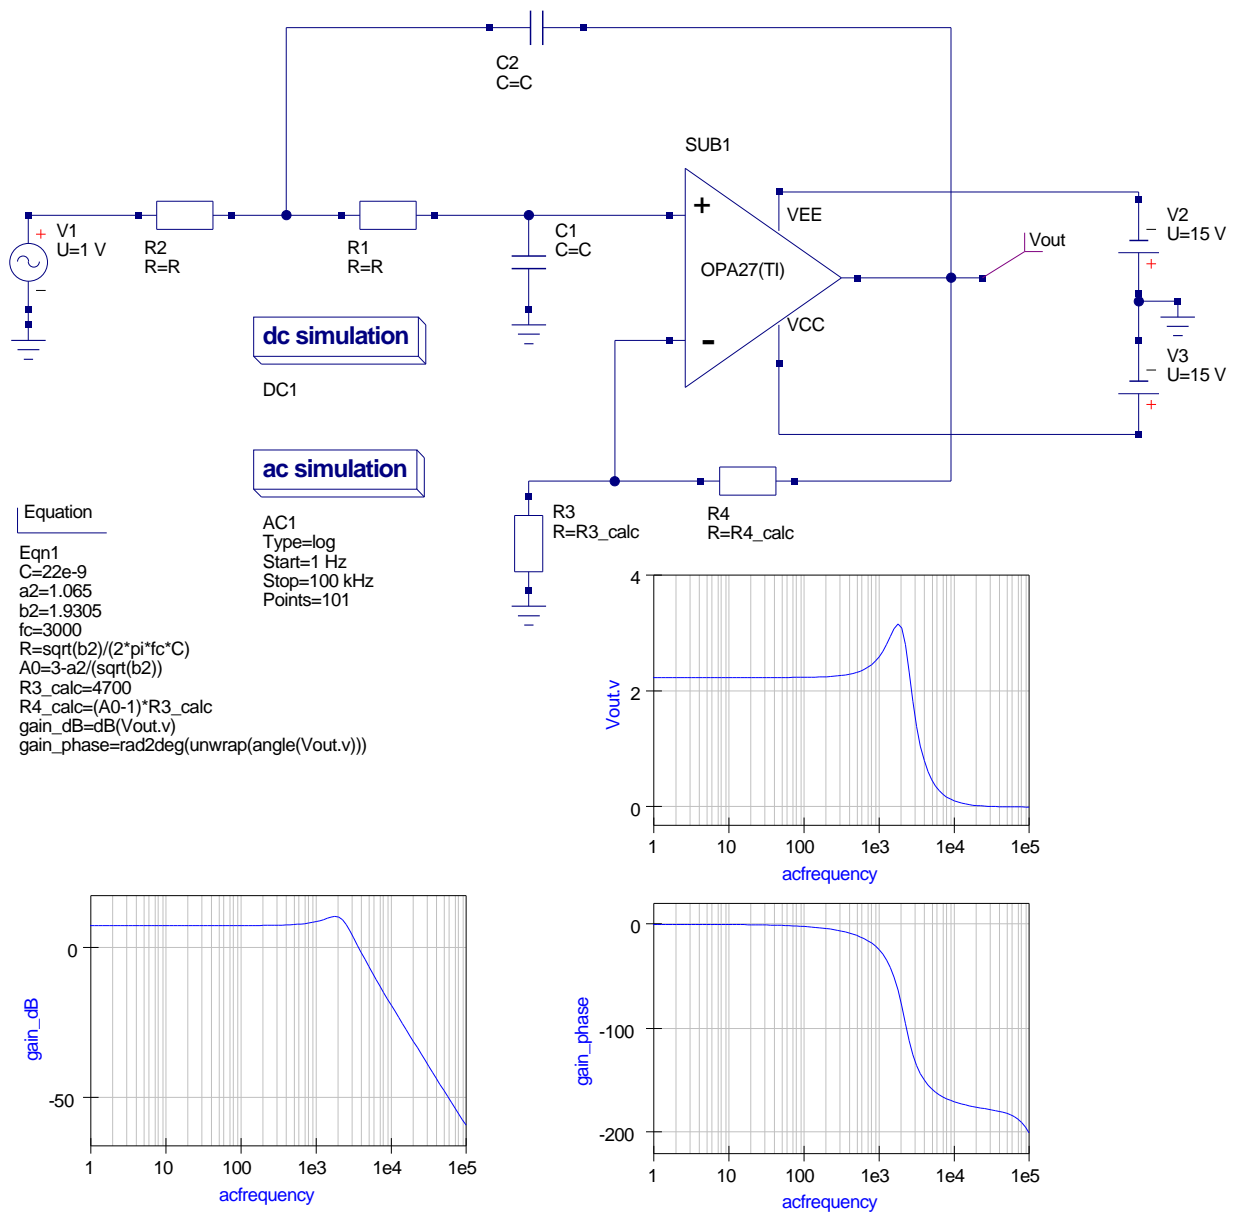 C2
C=C
SUB1
+
VEE
OPA27(TI)
VCC
-
V1
U=1 V
+
−
R2
R=R
R1
R=R
C1
C=C
Vout
V2
U=15 V
−
+
V3
U=15 V
−
+
dc simulation
DC1
ac simulation
AC1
Type=log
Start=1 Hz
Stop=100 kHz
Points=101
R3
R=R3_calc
R4
R=R4_calc
Equation
Eqn1
C=22e-9
a2=1.065
b2=1.9305
fc=3000
R=sqrt(b2)/(2*pi*fc*C)
A0=3-a2/(sqrt(b2))
R3_calc=4700
R4_calc=(A0-1)*R3_calc
gain_dB=dB(Vout.v)
gain_phase=rad2deg(unwrap(angle(Vout.v)))
4
2
0
Vout.v
1 10 100 1e3 1e4 1e5
acfrequency
0
-50
gain_dB
1 10 100 1e3 1e4 1e5
acfrequency
0
-100
-200
gain_phase
1 10 100 1e3 1e4 1e5
acfrequency